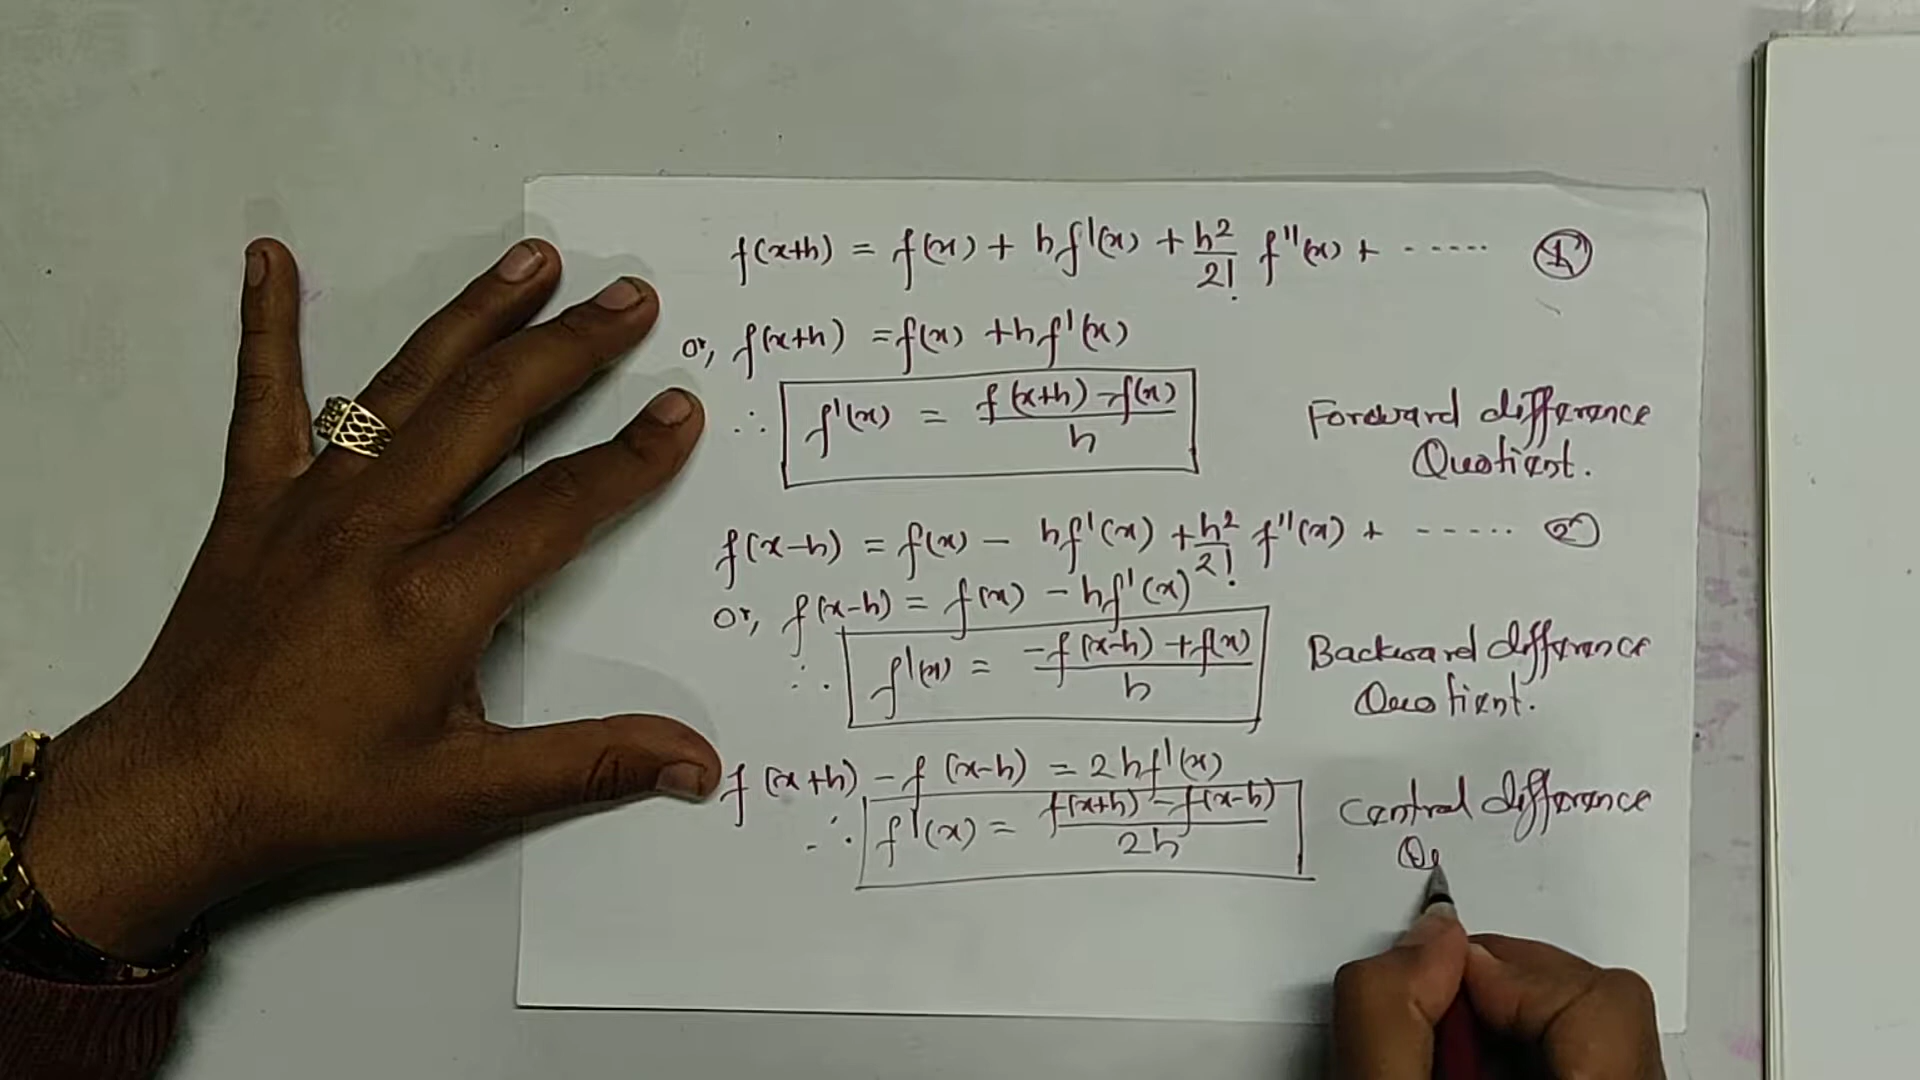 f(x+h) = f(x) + hf'(x) + h²/2! f''(x) + ------ ①
or, f(x+h) = f(x) + hf'(x)
∴ f'(x) = f(x+h) - f(x) / h
Forward difference
Quotient.
f(x-h) = f(x) - hf'(x) + h²/2! f''(x) + ------ ②
or, f(x-h) = f(x) - hf'(x)
∴ f'(x) = -f(x-h) + f(x) / h
Backward difference
Quotient.
f(x+h) - f(x-h) = 2hf'(x)
∴ f'(x) = f(x+h) - f(x-h) / 2h
Central difference